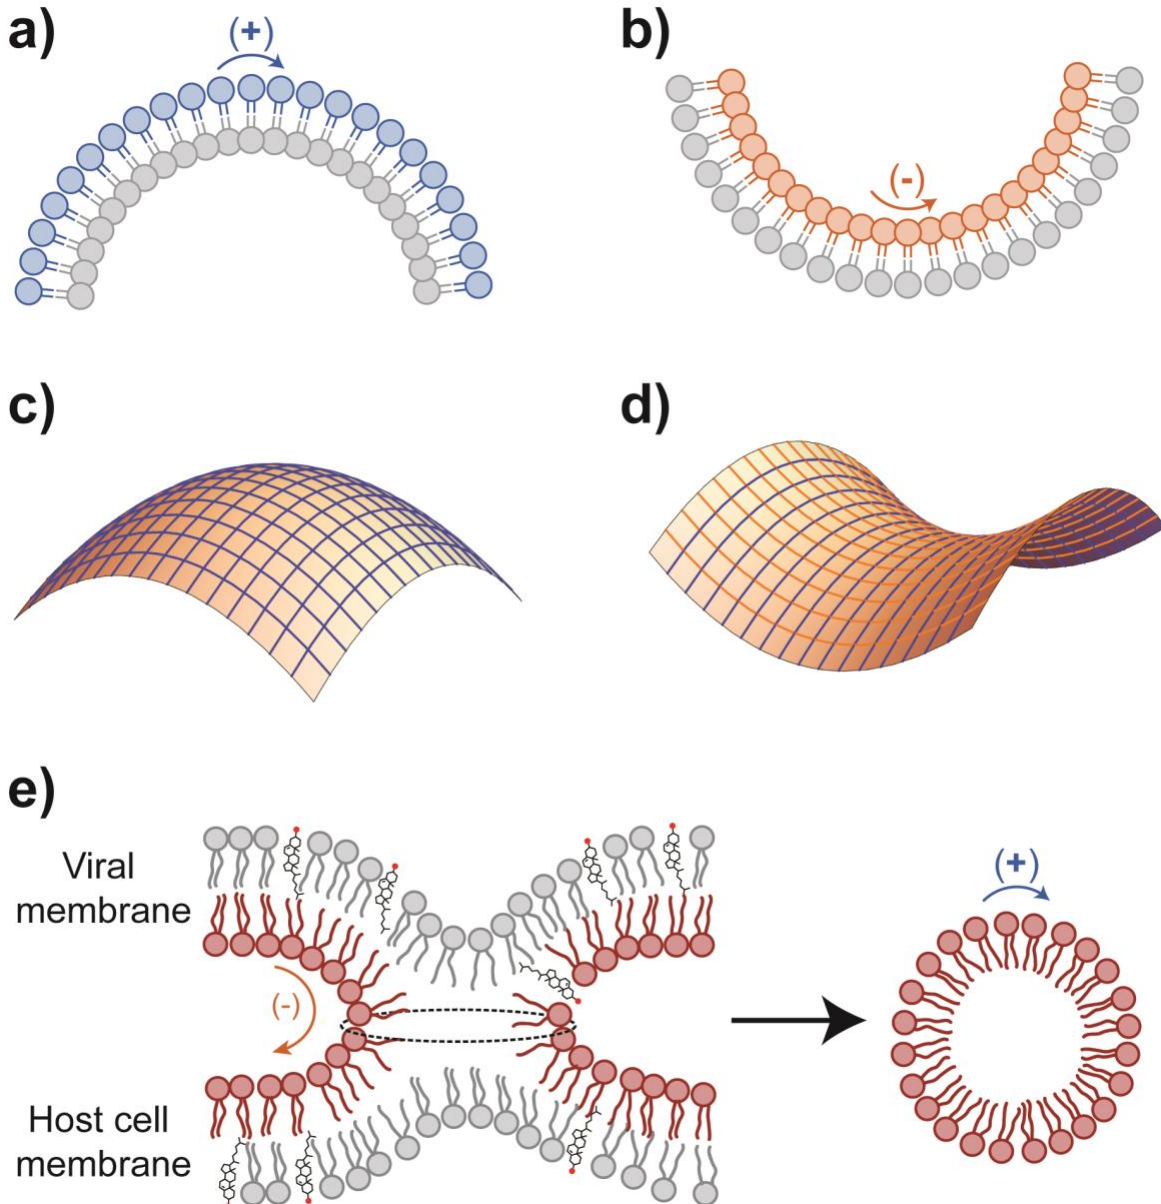 a)
(+)
b)
(-)
c)
d)
e)
Viral
membrane
(-)
Host cell
membrane
(+)